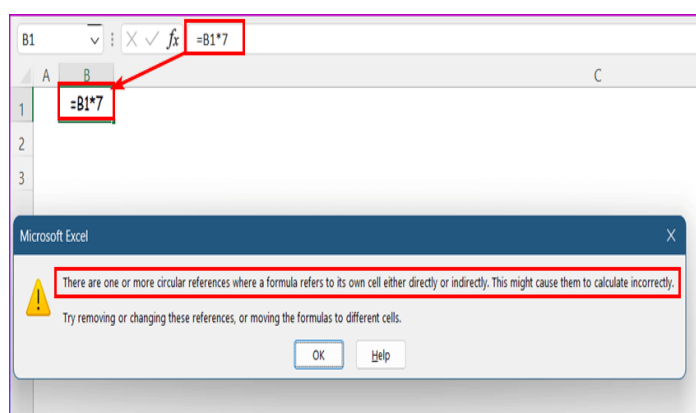 B1
fx
=B1*7
A B C
1 =B1*7
2
3
Microsoft Excel X
There are one or more circular references where a formula refers to its own cell either directly or indirectly. This might cause them to calculate incorrectly.
Try removing or changing these references, or moving the formulas to different cells.
OK Help